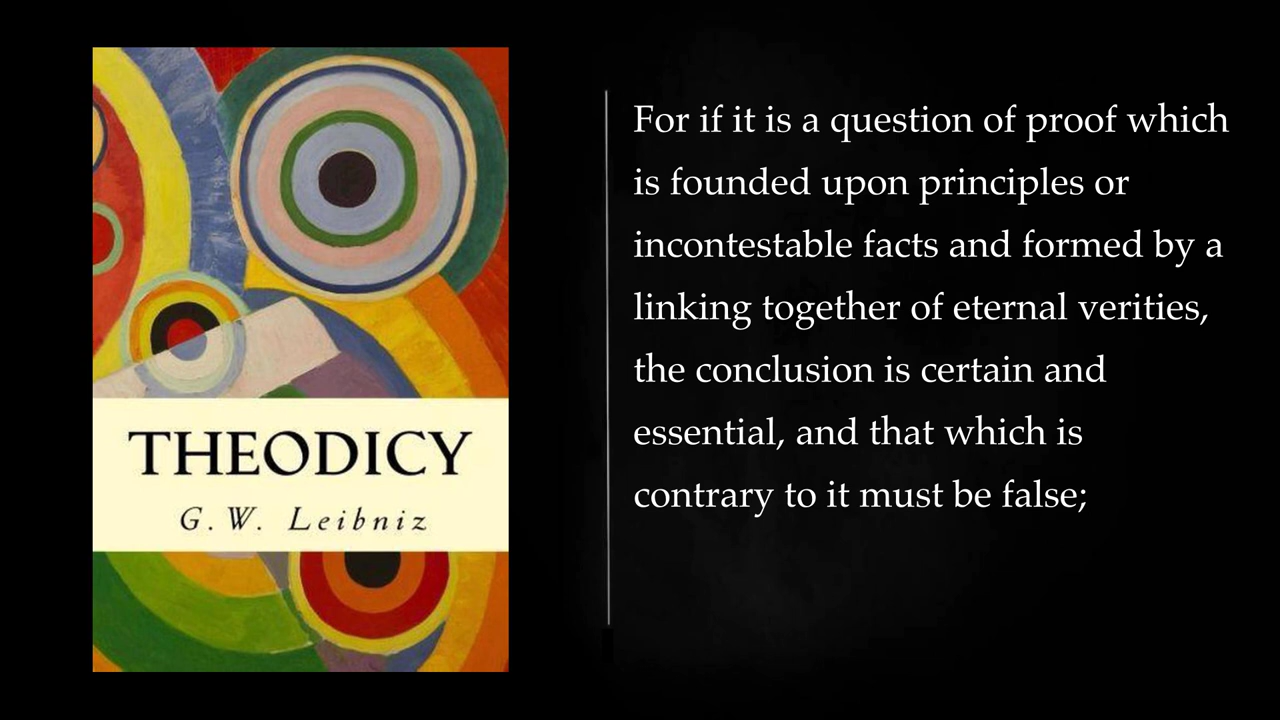 THEODICY
G. W. Leibniz
For if it is a question of proof which
is founded upon principles or
incontestable facts and formed by a
linking together of eternal verities,
the conclusion is certain and
essential, and that which is
contrary to it must be false;